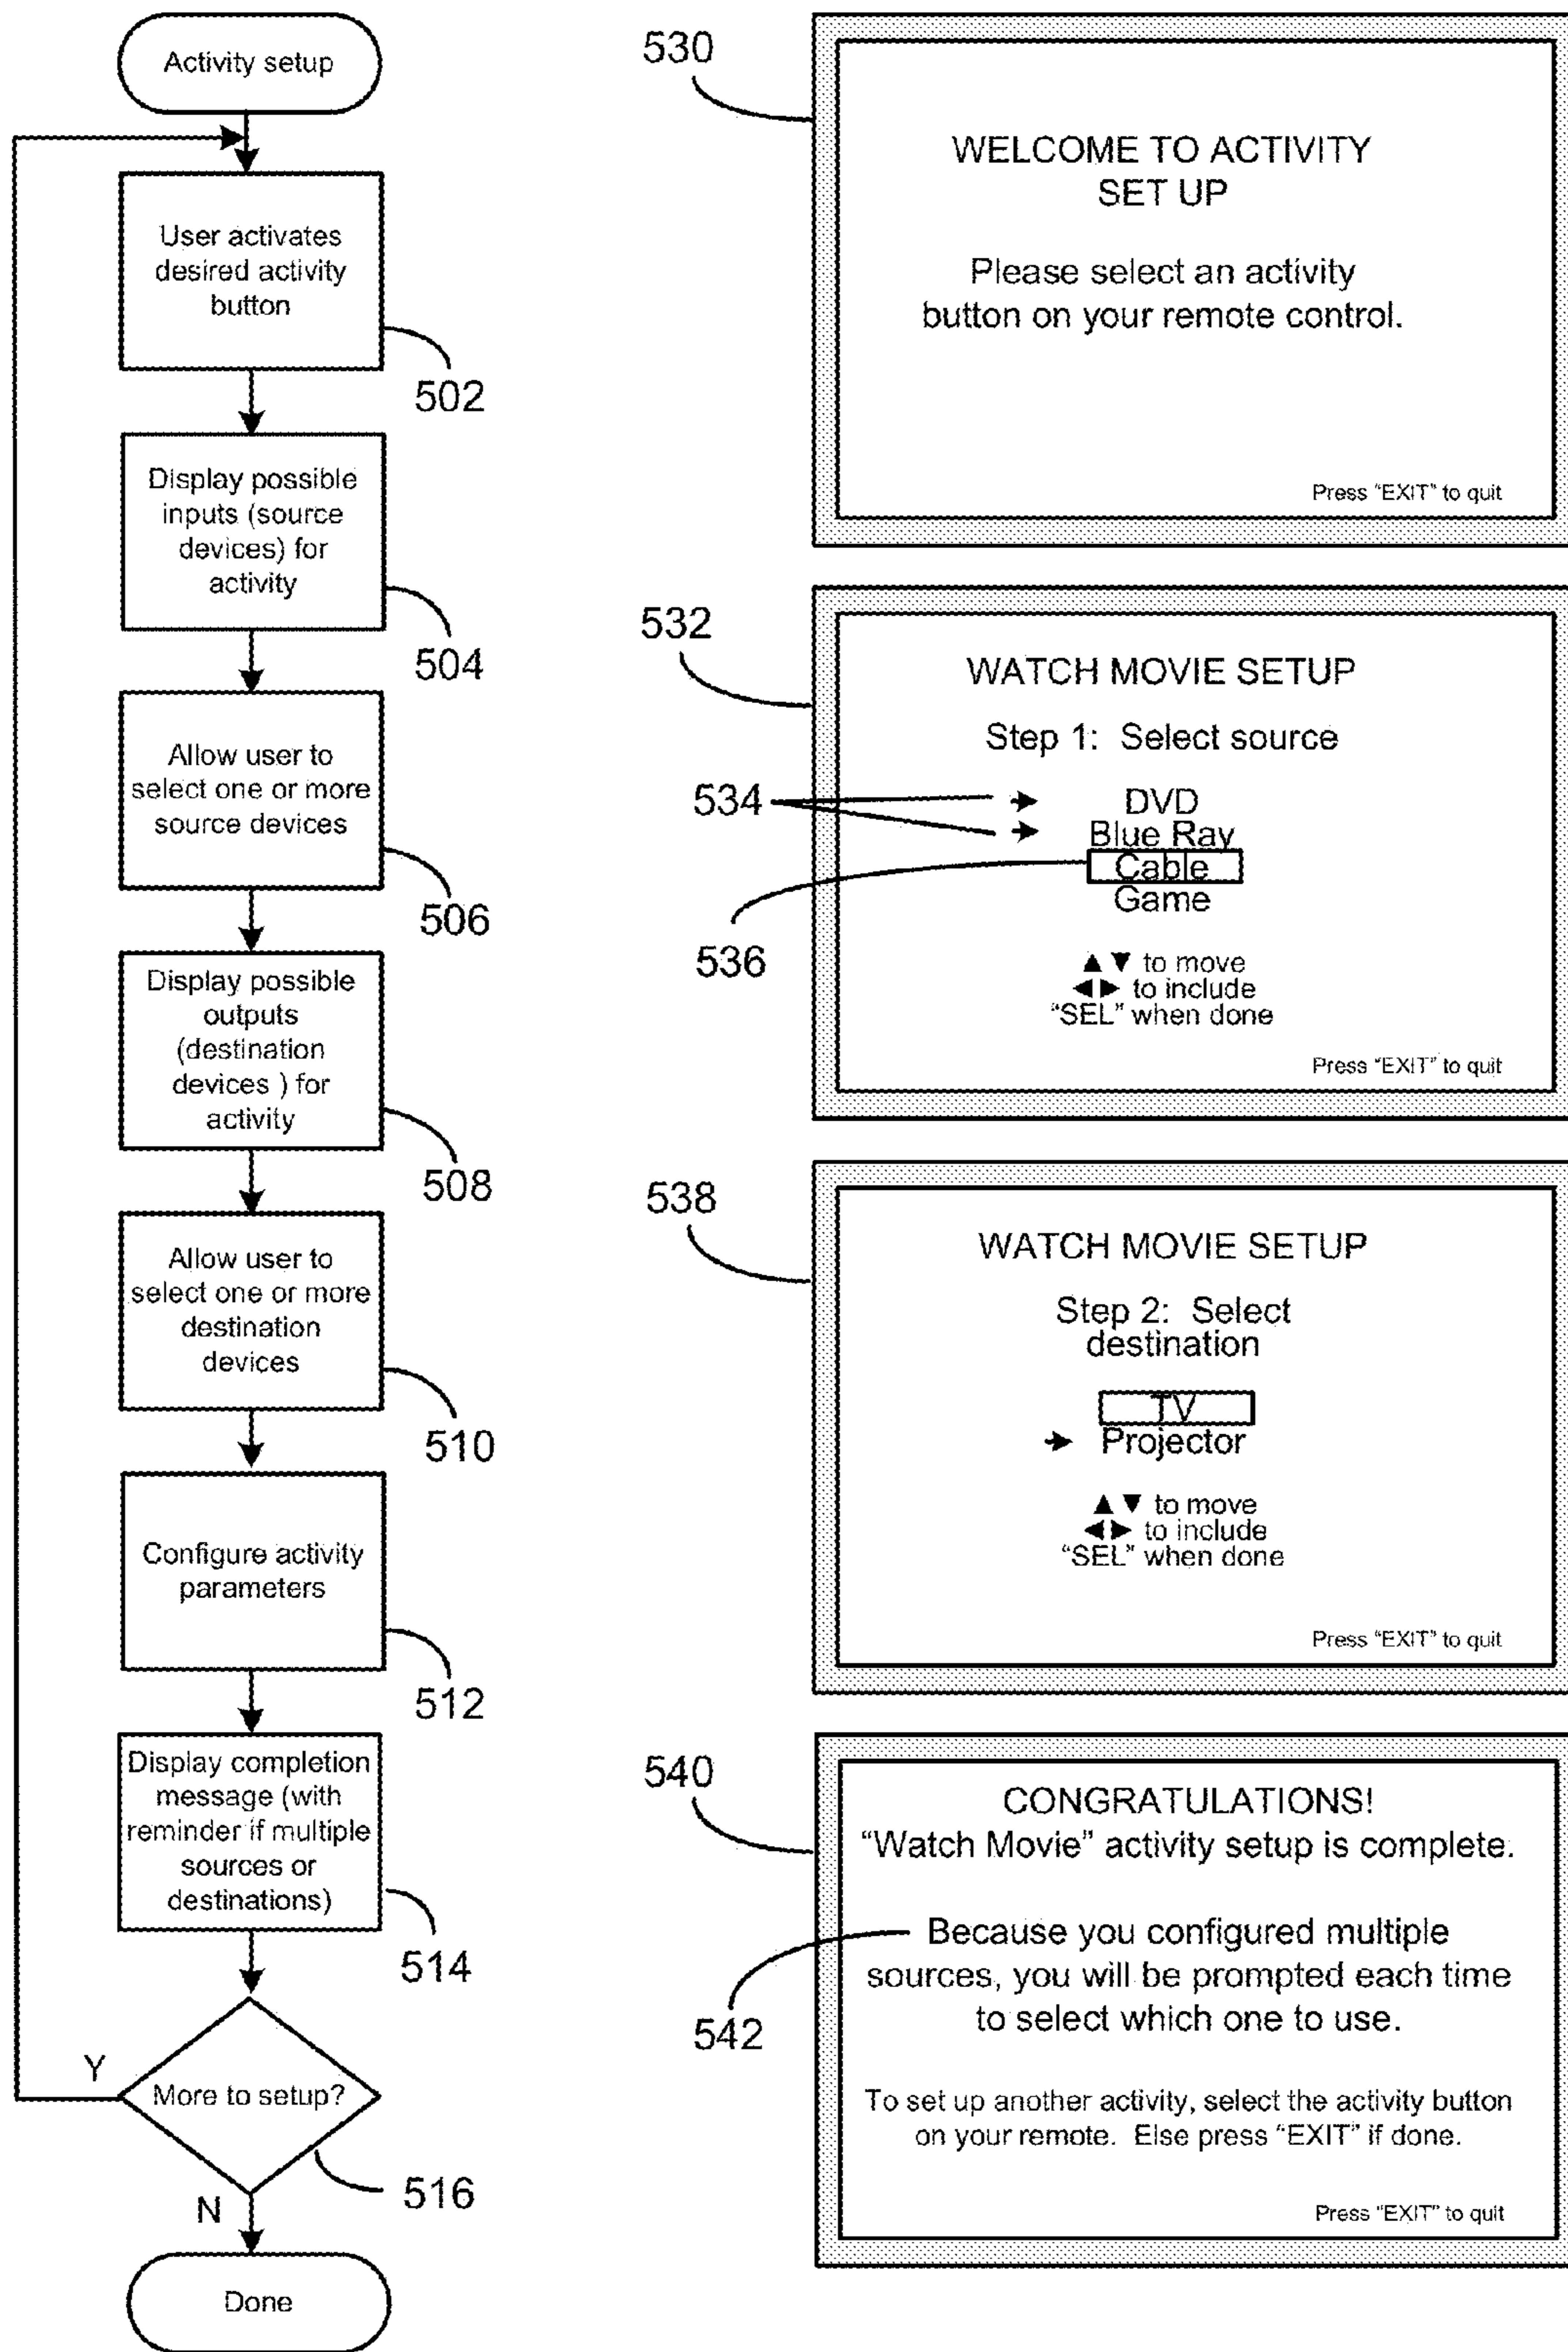 Activity setup
User activates
desired activity
button
502
Display possible
inputs (source
devices) for
activity
504
Allow user to
select one or more
source devices
506
Display possible
outputs
(destination
devices ) for
activity
508
Allow user to
select one or more
destination
devices
510
Configure activity
parameters
512
Display completion
message (with
reminder if multiple
sources or
destinations)
514
More to setup?
Y
516
N
Done
530
WELCOME TO ACTIVITY
SET UP
Please select an activity
button on your remote control.
Press "EXIT" to quit
532
WATCH MOVIE SETUP
Step 1: Select source
534
DVD
Blue Ray
Cable
Game
536
▲ ▼ to move
◀▶ to include
“SEL” when done
Press "EXIT" to quit
538
WATCH MOVIE SETUP
Step 2: Select
destination
TV
Projector
▲ ▼ to move
◀▶ to include
“SEL” when done
Press "EXIT" to quit
540
CONGRATULATIONS!
“Watch Movie” activity setup is complete.
Because you configured multiple
sources, you will be prompted each time
to select which one to use.
542
To set up another activity, select the activity button
on your remote. Else press “EXIT” if done.
Press "EXIT" to quit